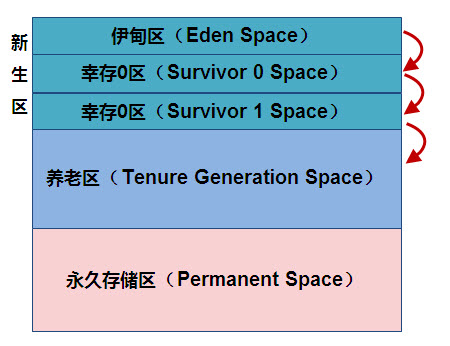 新生区
伊甸区（Eden Space）
幸存0区（Survivor 0 Space）
幸存0区（Survivor 1 Space）
养老区（Tenure Generation Space）
永久存储区（Permanent Space）